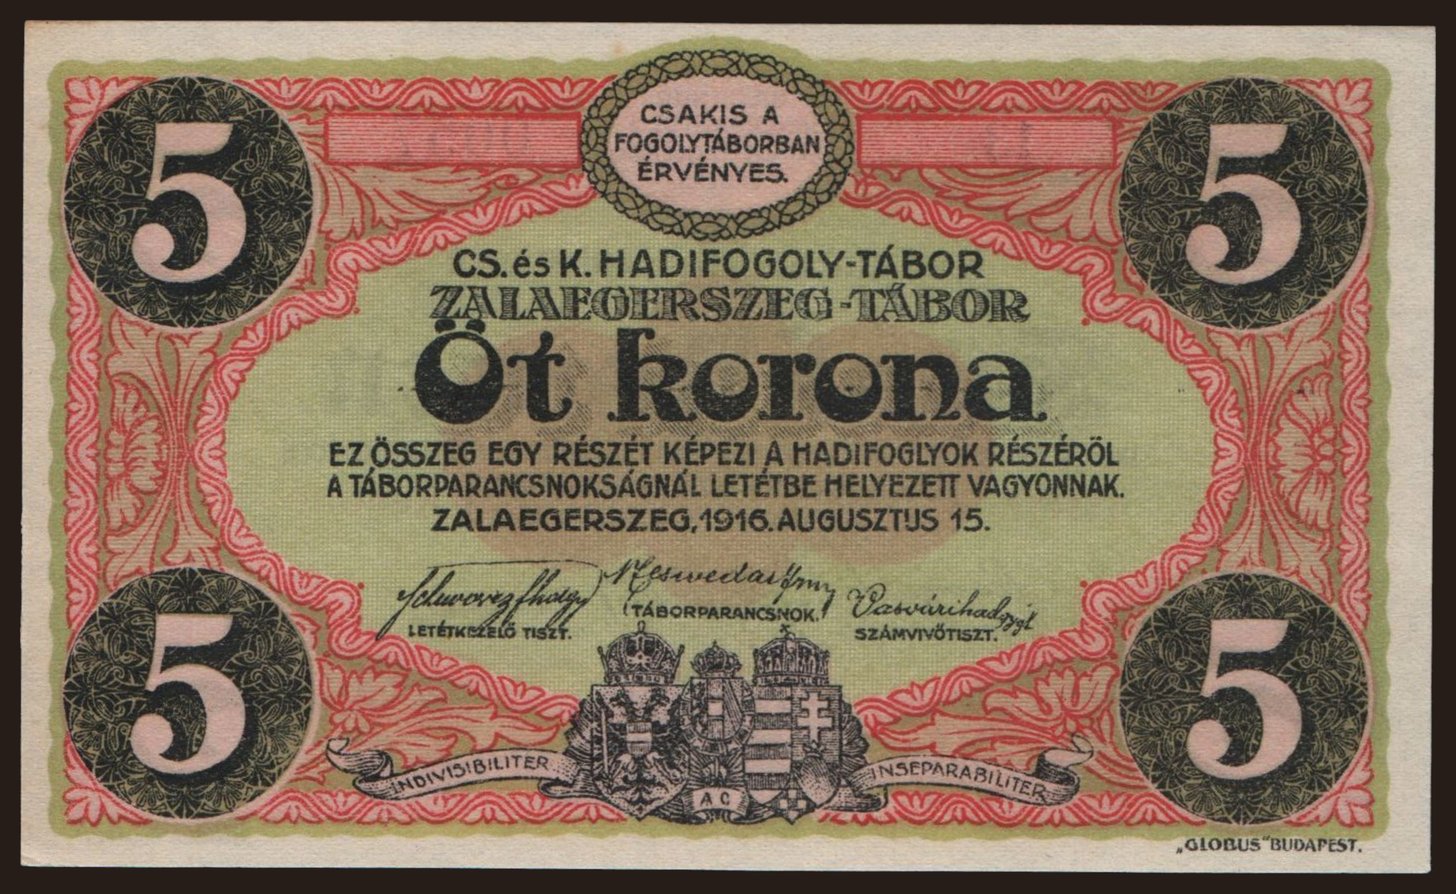 5
5
CSAKIS A
FOGOLYTÁBORBAN
ÉRVÉNYES.
CS. és K. HADIFOGOLY-TÁBOR
ZALAEGERSZEG-TÁBOR
Öt korona
EZ ÖSSZEG EGY RÉSZÉT KÉPEZI A HADIFOGLYOK RÉSZÉRÖL
A TÁBORPARANCSNOKSÁGNÁL LETÉTBE HELYEZETT VAGYONNAK.
ZALAEGERSZEG, 1916. AUGUSZTUS 15.
TÁBORPARANCSNOK.
LETÉTKEZELŐ TISZT.
SZÁMVIVŐTISZT.
5
5
INDIVISIBILITER
AC
INSEPARABILITER
„GLOBUS" BUDAPEST.